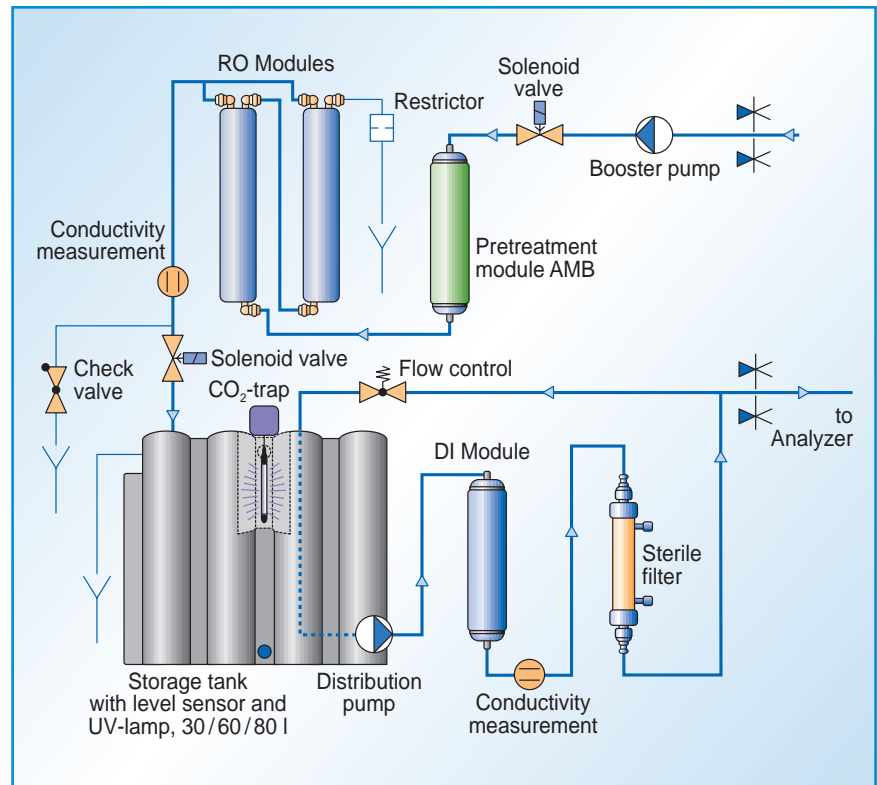 RO Modules
Solenoid
valve
Restrictor
Booster pump
Conductivity
measurement
Pretreatment
module AMB
Solenoid valve
Check
valve
CO2-trap
Flow control
to
Analyzer
DI Module
Sterile
filter
Storage tank
with level sensor and
UV-lamp, 30/60/80 l
Distribution
pump
Conductivity
measurement